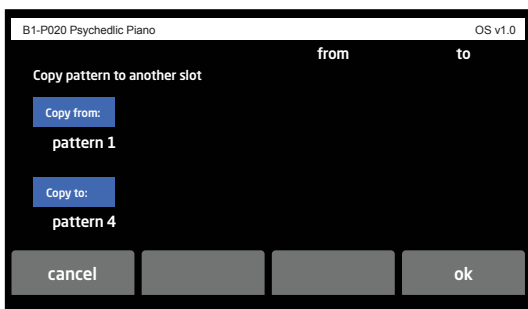 B1-P020 Psychedlic Piano OS v1.0
from to
Copy pattern to another slot
Copy from:
pattern 1
Copy to:
pattern 4
cancel ok